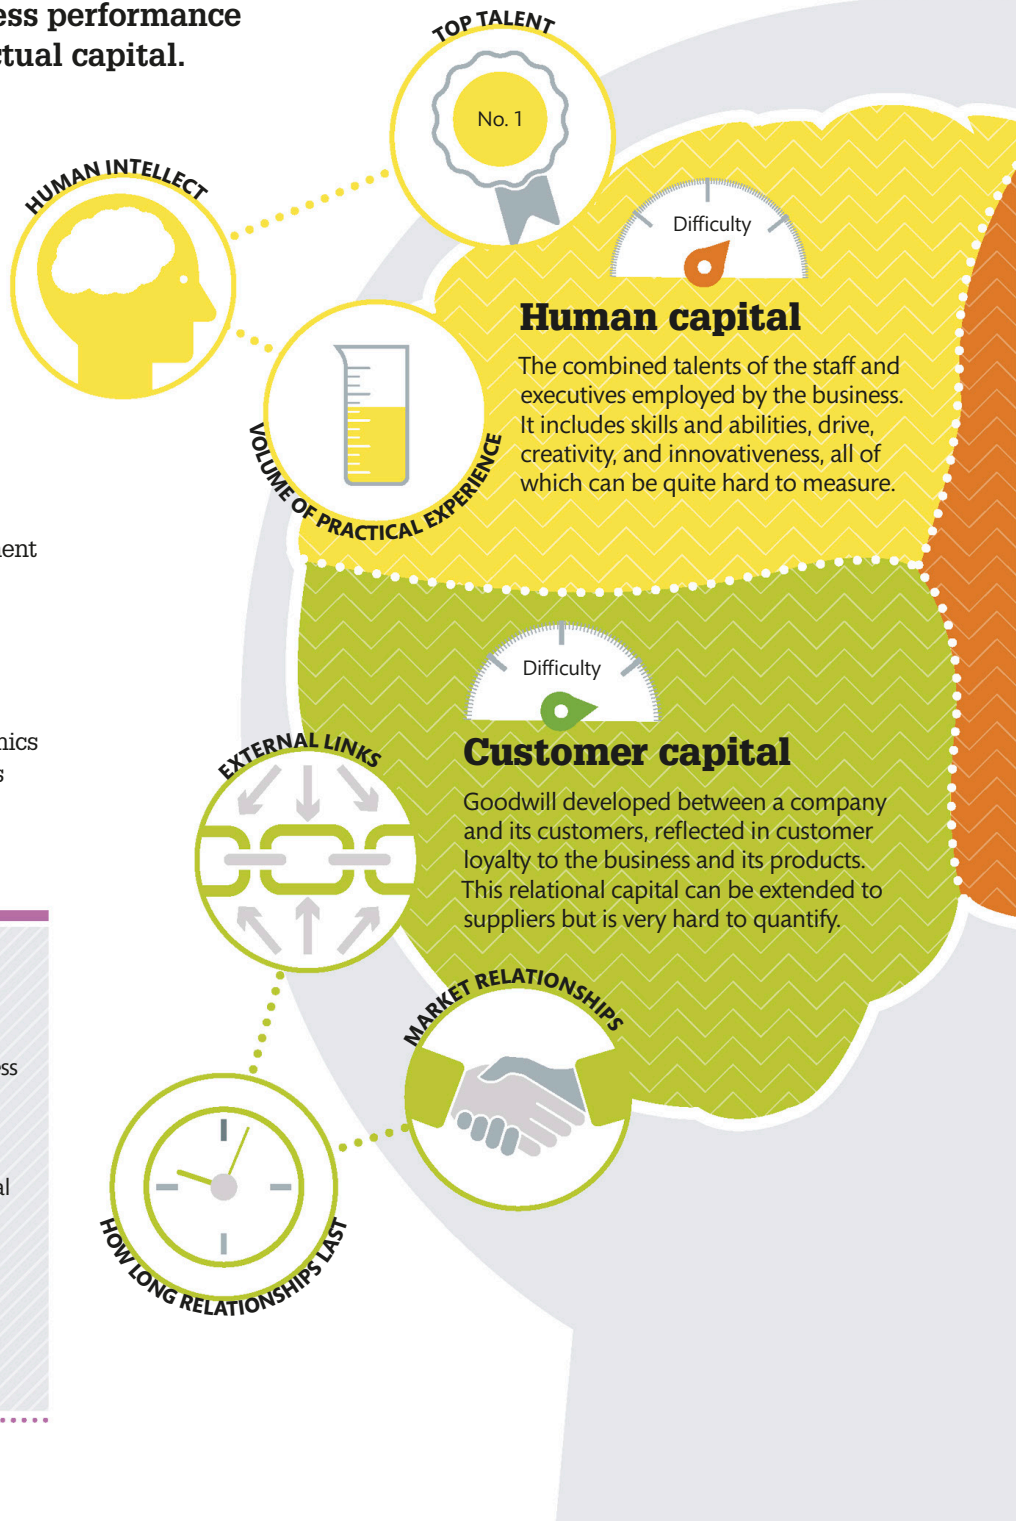 ess performance
ctual capital.
TOP TALENT
No. 1
HUMAN INTELLECT
Difficulty
Human capital
The combined talents of the staff and
executives employed by the business.
It includes skills and abilities, drive,
creativity, and innovativeness, all of
which can be quite hard to measure.
VOLUME OF PRACTICAL EXPERIENCE
ent
Difficulty
nics
s
EXTERNAL LINKS
Customer capital
Goodwill developed between a company
and its customers, reflected in customer
loyalty to the business and its products.
This relational capital can be extended to
suppliers but is very hard to quantify.
MARKET RELATIONSHIPS
ss
al
HOW LONG RELATIONSHIPS LAST